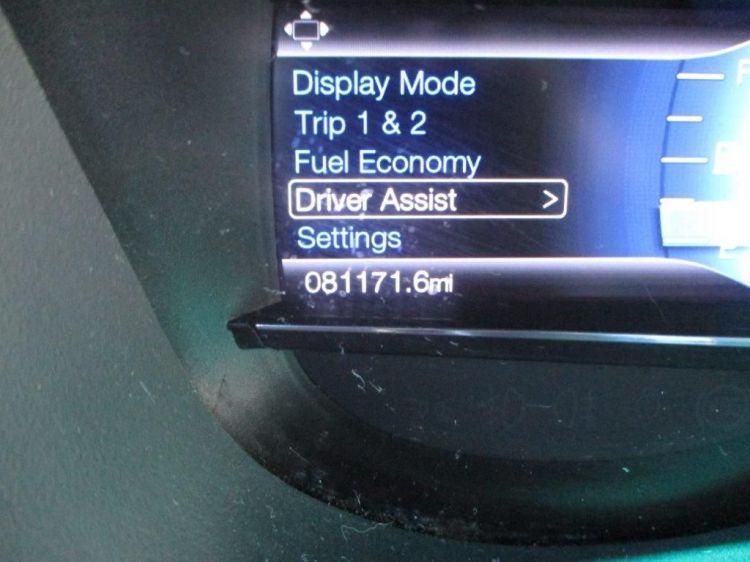 Display Mode
Trip 1 & 2
Fuel Economy
Driver Assist >
Settings
081171.6mi